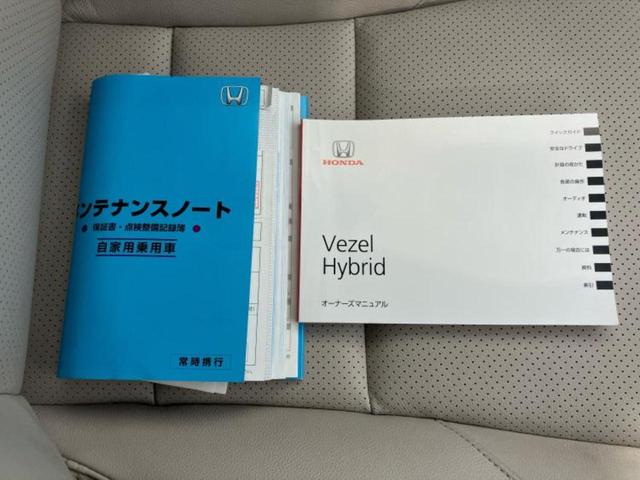 ンテナンスノート
● 保証書・点検整備記録簿 ●
自家用乗用車
常時携行
HONDA
Vezel
Hybrid
オーナーズマニュアル
クイックガイド
安全なドライブ
計器の見かた
各部の操作
オーディオ
運転
メンテナンス
万一の場合には
資料
索引